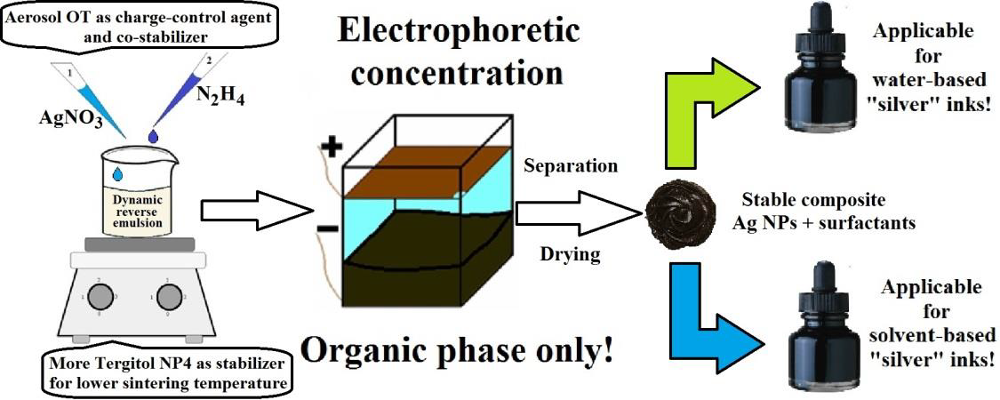 Aerosol OT as charge-control agent
and co-stabilizer
1
2
AgNO3
N2H4
Dynamic
reverse
emulsion
More Tergitol NP4 as stabilizer
for lower sintering temperature
Electrophoretic
concentration
+
−
Organic phase only!
Separation
Drying
Stable composite
Ag NPs + surfactants
Applicable
for
water-based
"silver" inks!
Applicable
for
solvent-based
"silver" inks!